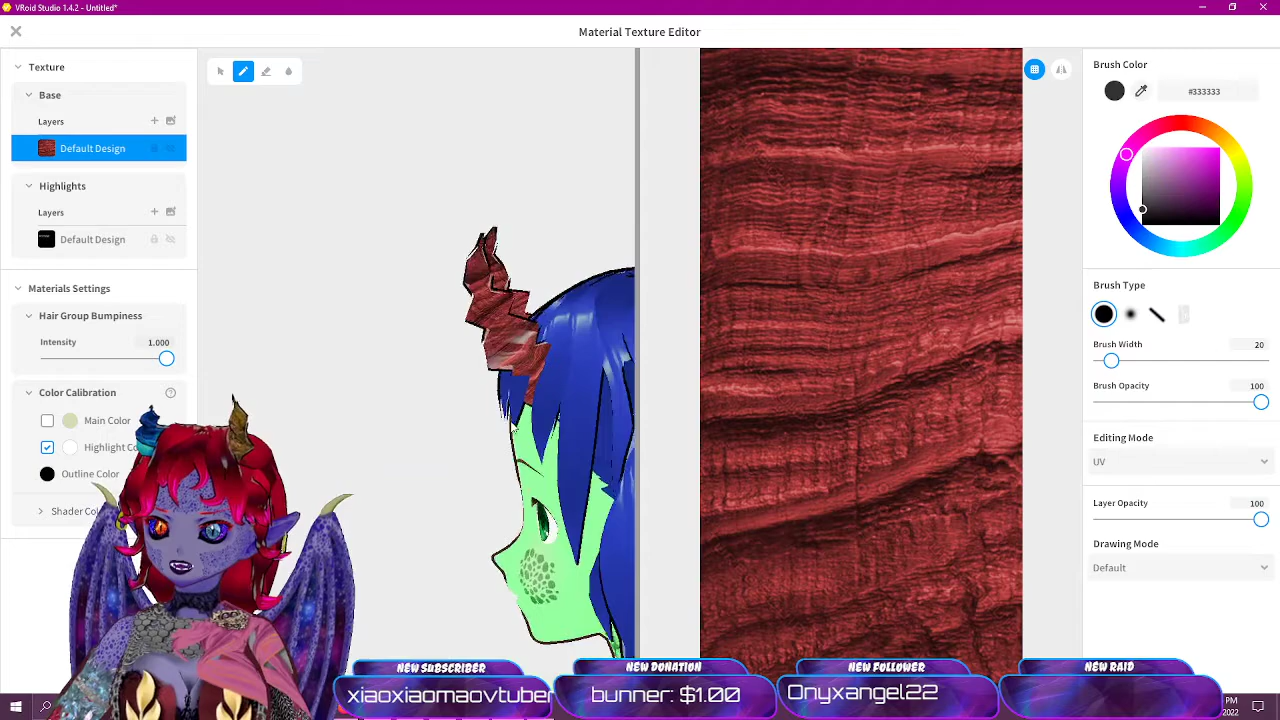 VRoid Studio 1.4.2 - Untitled*
Material Texture Editor
Texture
Base
Layers
Default Design
Highlights
Layers
Default Design
Materials Settings
Hair Group Bumpiness
Intensity 1.000
Color Calibration
Main Color
Highlight Co
Outline Color
Shader Co
Brush Color
#333333
Brush Type
Brush Width 20
Brush Opacity 100
Editing Mode
UV
Layer Opacity 100
Drawing Mode
Default
NEW SUBSCRIBER
xiaoxiaomaovtuber
NEW DONATION
bunner: $1.00
NEW FOLLOWER
Onyxangel22
NEW RAID
PM
2022